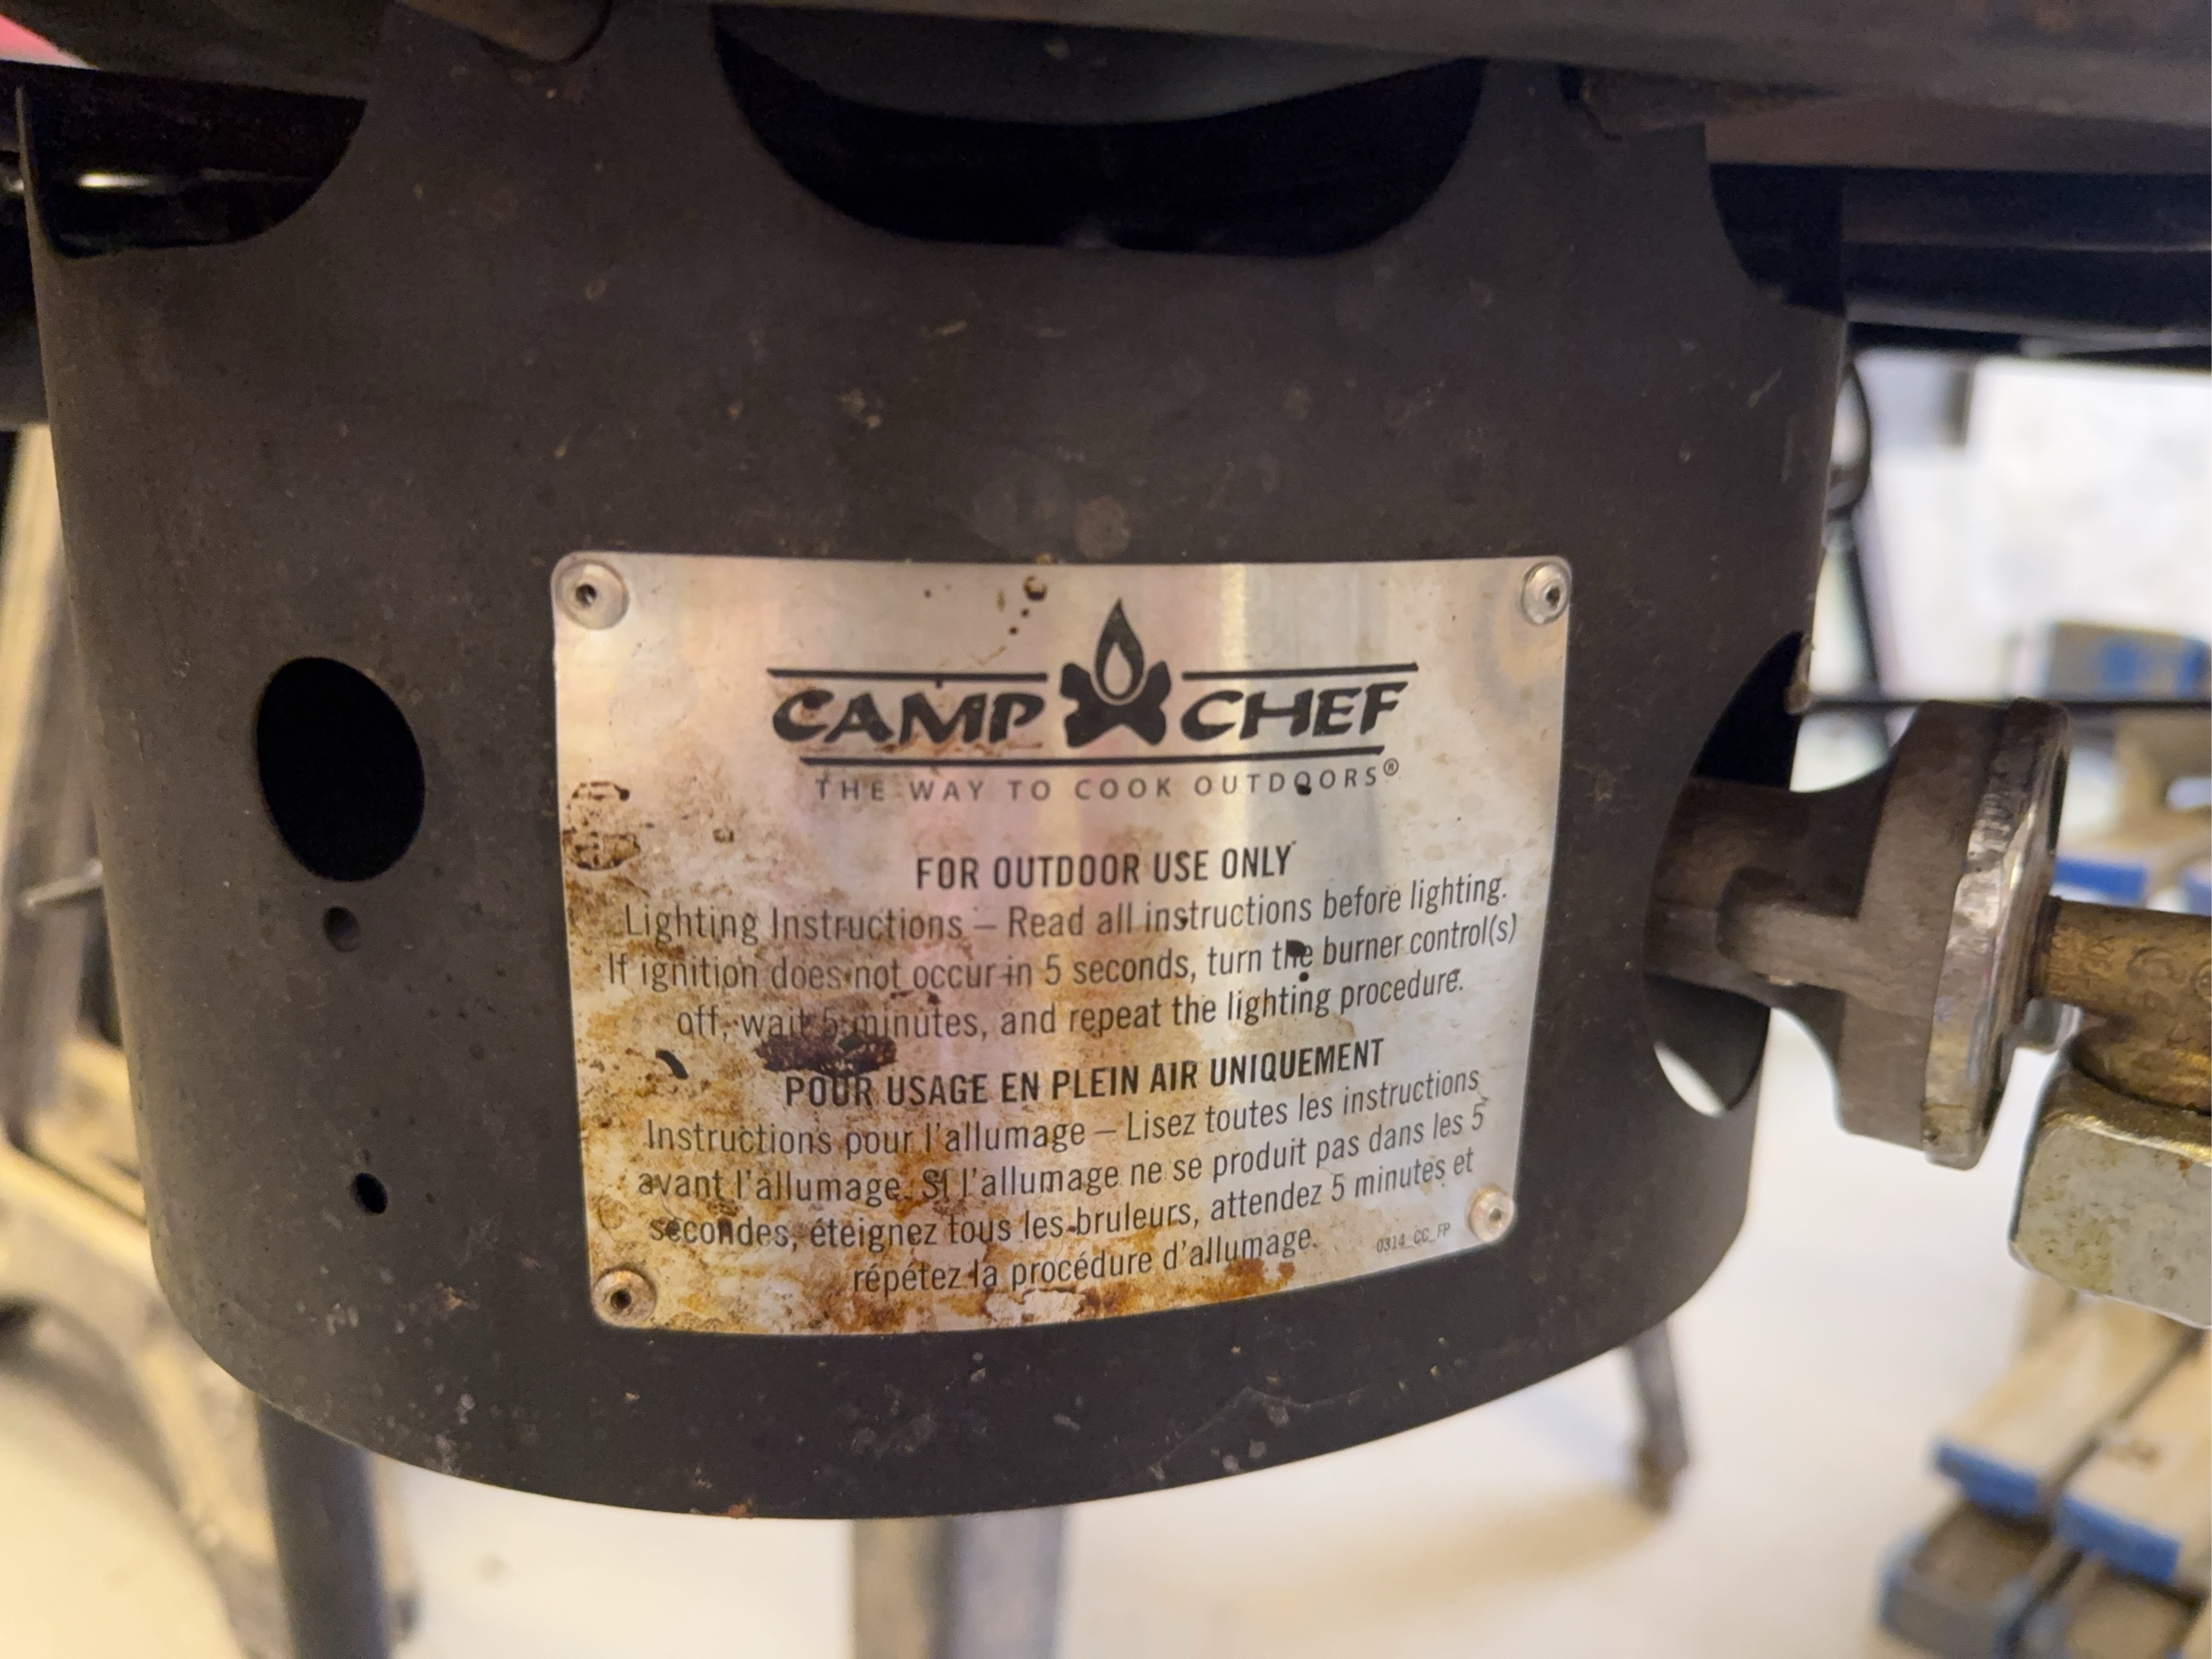 CAMP CHEF
THE WAY TO COOK OUTDOORS®
FOR OUTDOOR USE ONLY
Lighting Instructions – Read all instructions before lighting.
If ignition does not occur in 5 seconds, turn the burner control(s)
off, wait 5 minutes, and repeat the lighting procedure.
POUR USAGE EN PLEIN AIR UNIQUEMENT
Instructions pour l'allumage – Lisez toutes les instructions
avant l'allumage. Si l'allumage ne se produit pas dans les 5
secondes, éteignez tous les bruleurs, attendez 5 minutes et
répétez la procédure d'allumage.
0314_CC_FP